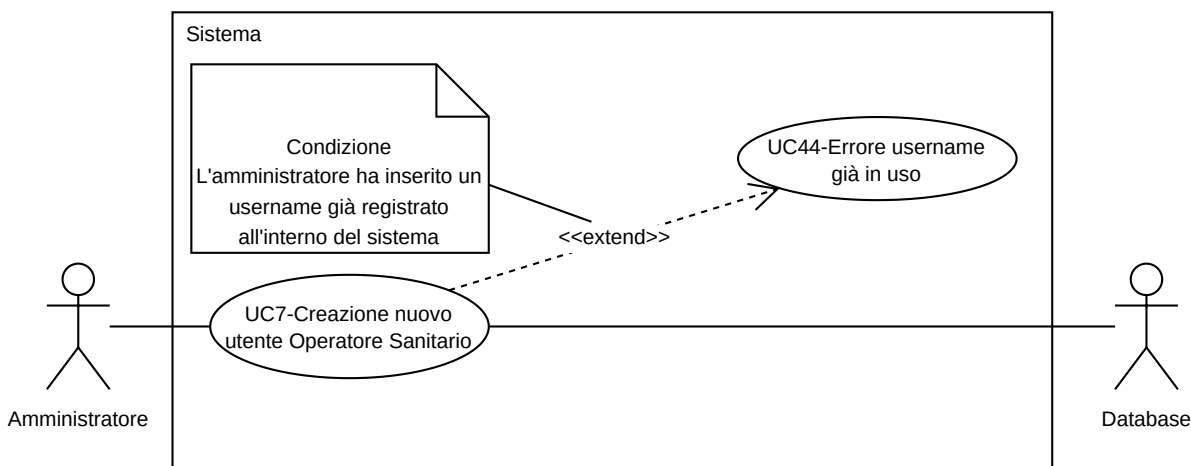 Sistema
Condizione
L'amministratore ha inserito un
username già registrato
all'interno del sistema
UC44-Errore username
già in uso
<<extend>>
UC7-Creazione nuovo
utente Operatore Sanitario
Amministratore
Database